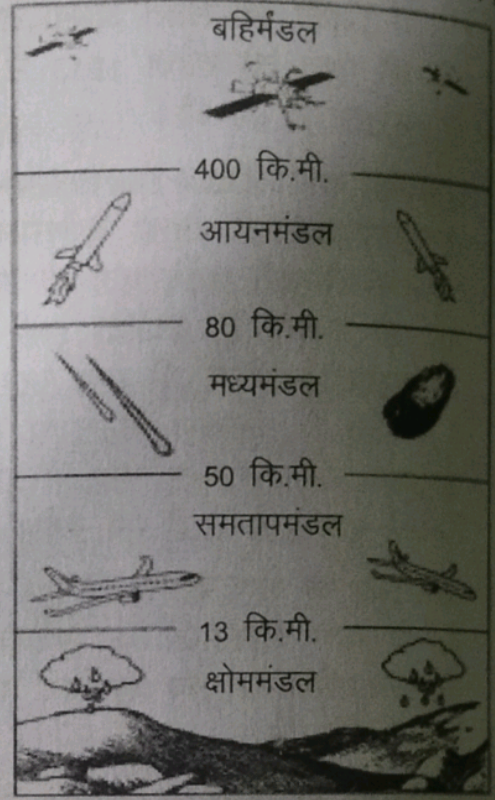 बहिर्मंडल
400 कि.मी.
आयनमंडल
80 कि.मी.
मध्यमंडल
50 कि.मी.
समतापमंडल
13 कि.मी.
क्षोममंडल